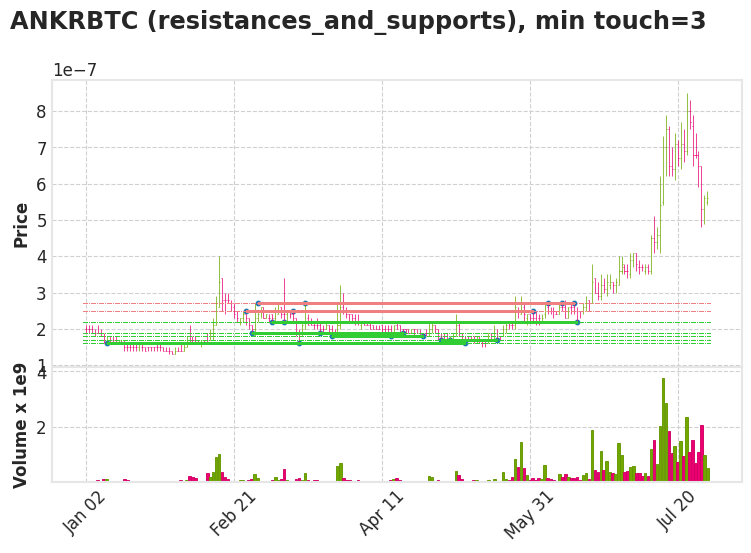 ANKRBTC (resistances_and_supports), min touch=3
1e−7
8
7
6
5
4
3
2
1
Price
4
2
Volume x 1e9
Jan 02
Feb 21
Apr 11
May 31
Jul 20